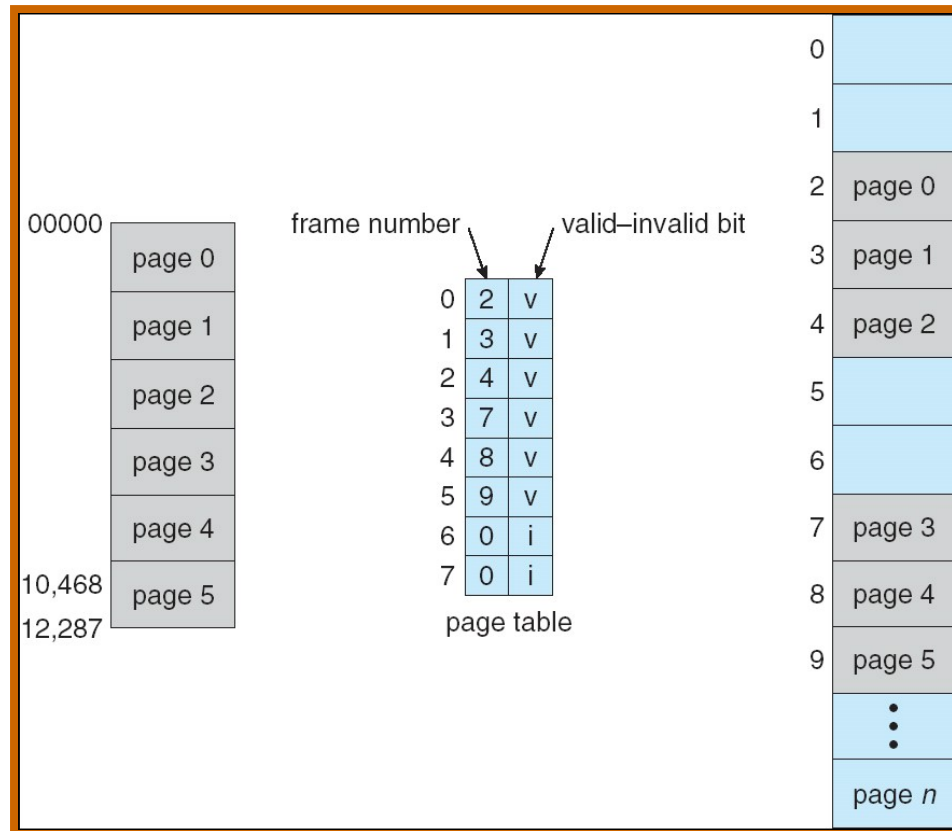 00000
page 0
page 1
page 2
page 3
page 4
page 5
10,468
12,287
frame number
valid–invalid bit
0 2 v
1 3 v
2 4 v
3 7 v
4 8 v
5 9 v
6 0 i
7 0 i
page table
0
1
2 page 0
3 page 1
4 page 2
5
6
7 page 3
8 page 4
9 page 5
page n